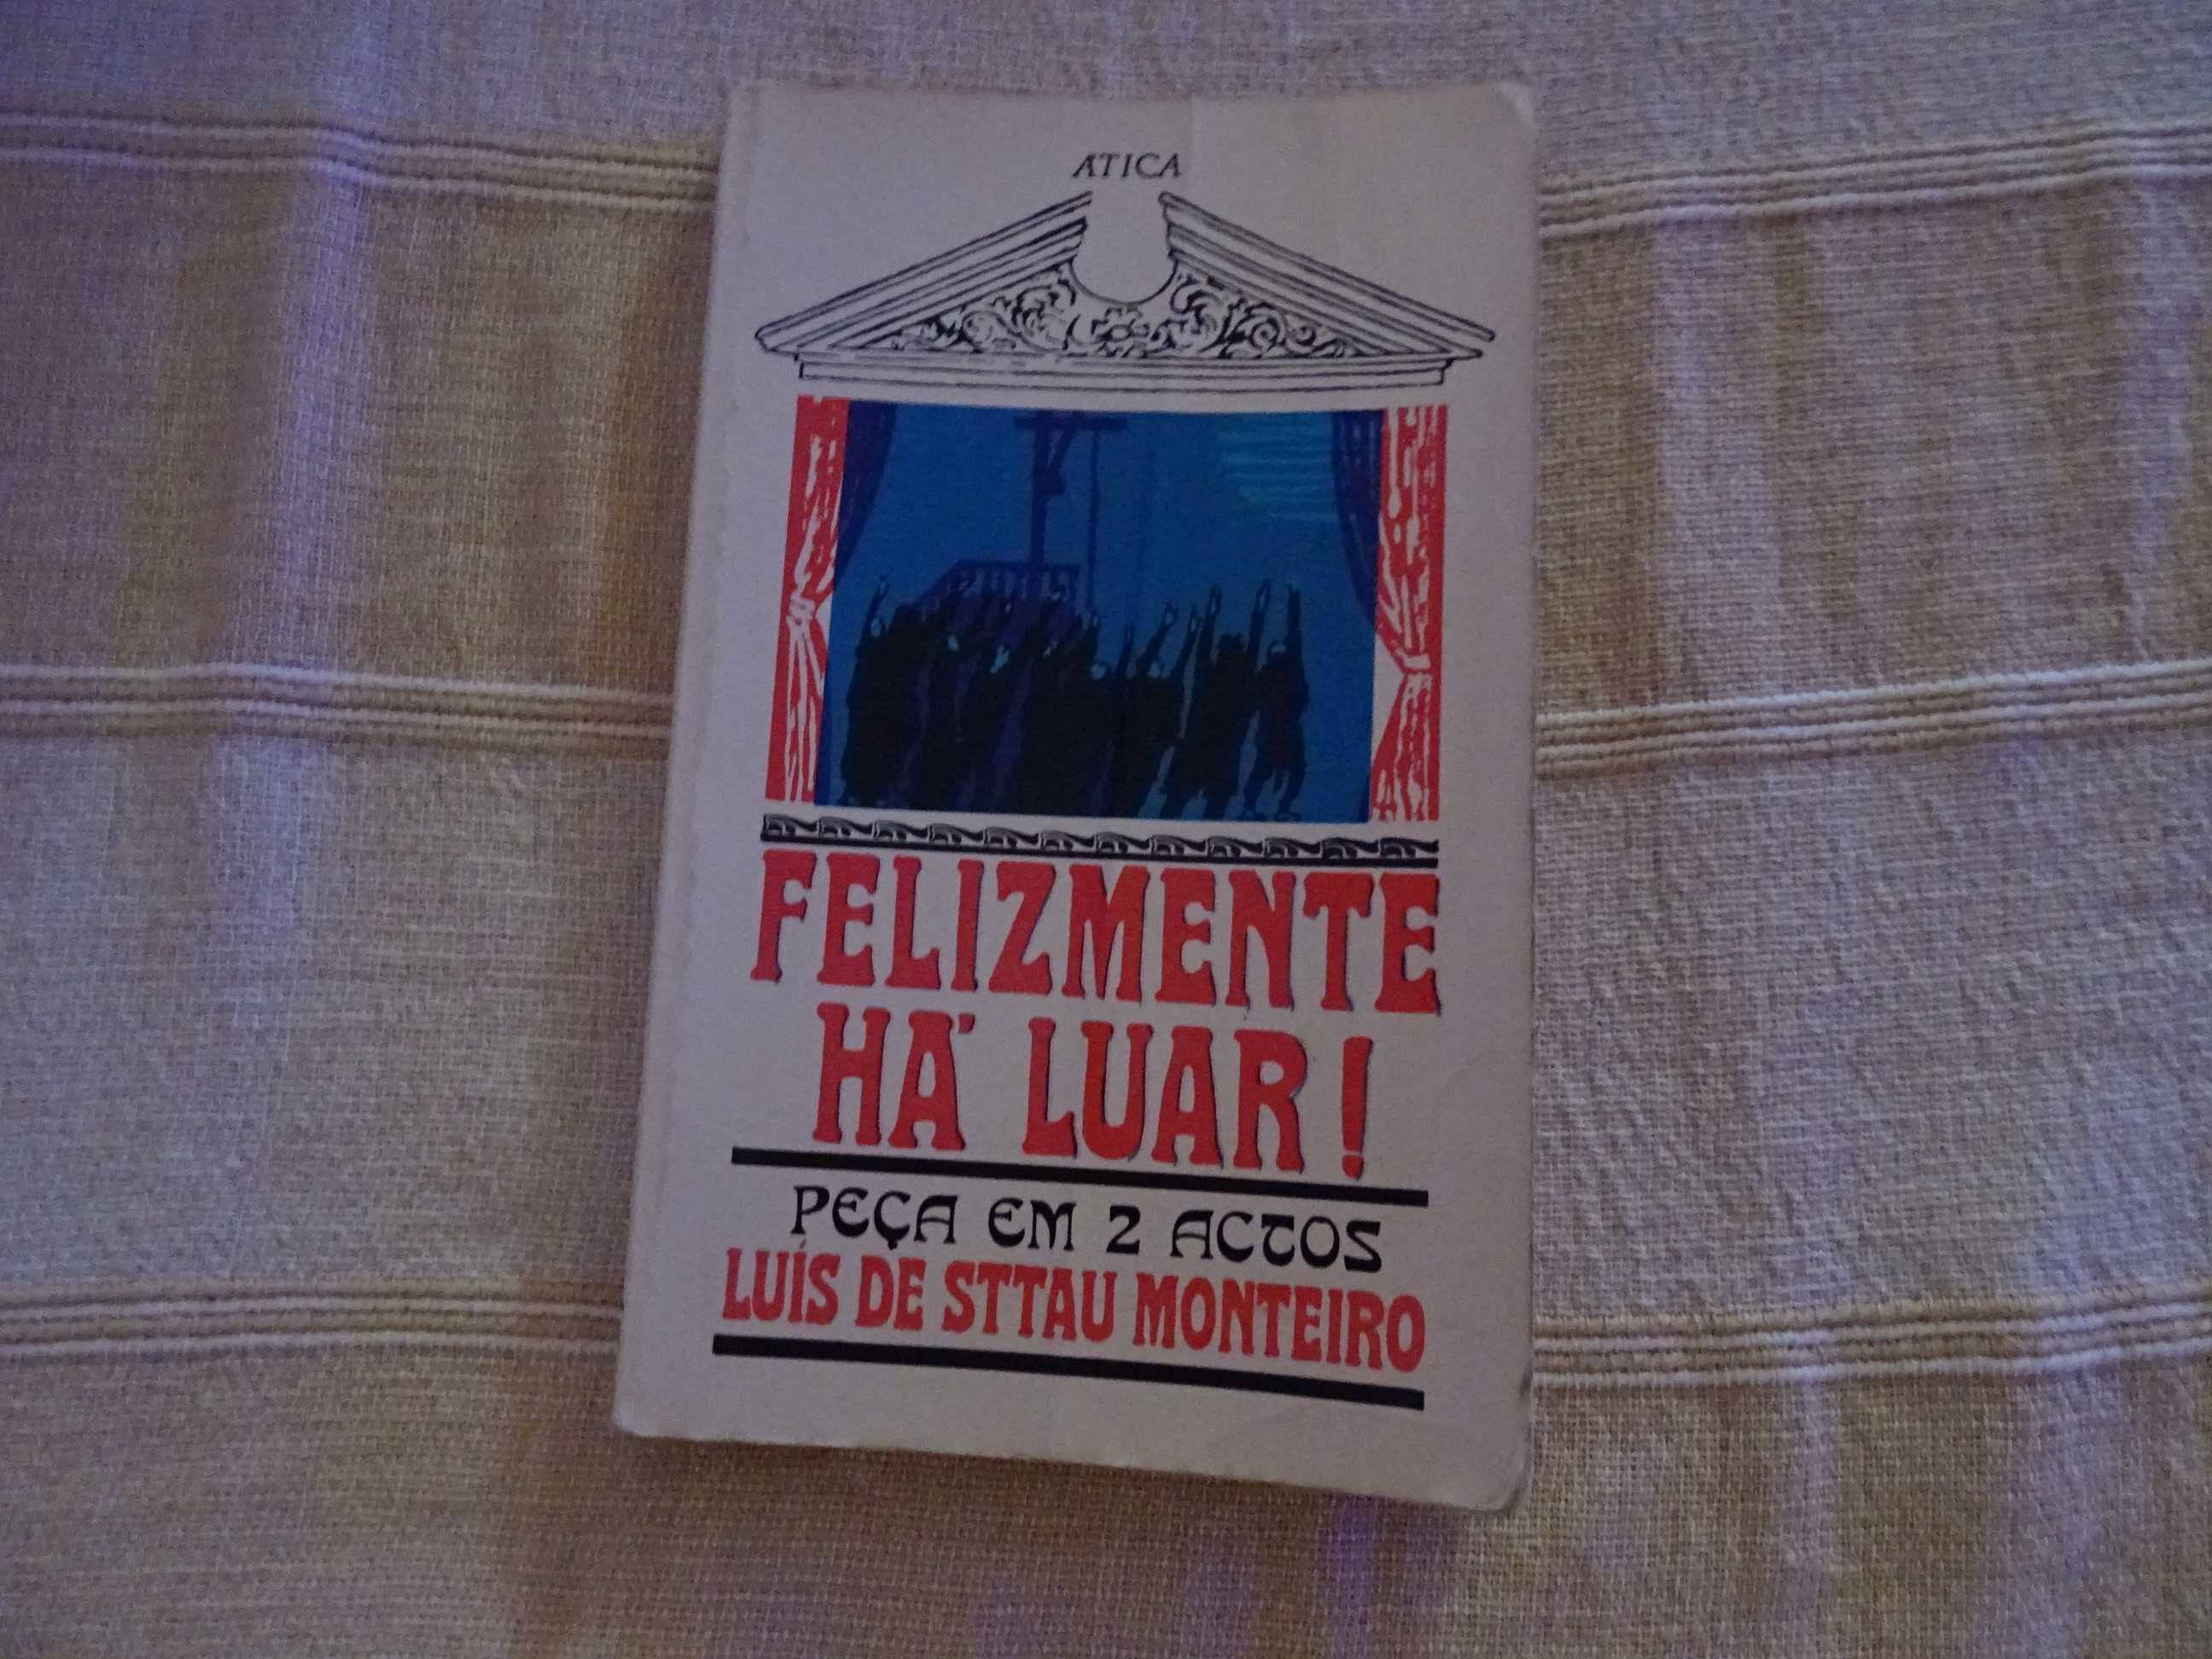 ATICA
FELIZMENTE
HÁ LUAR!
PEÇA EM 2 ACTOS
LUÍS DE STTAU MONTEIRO